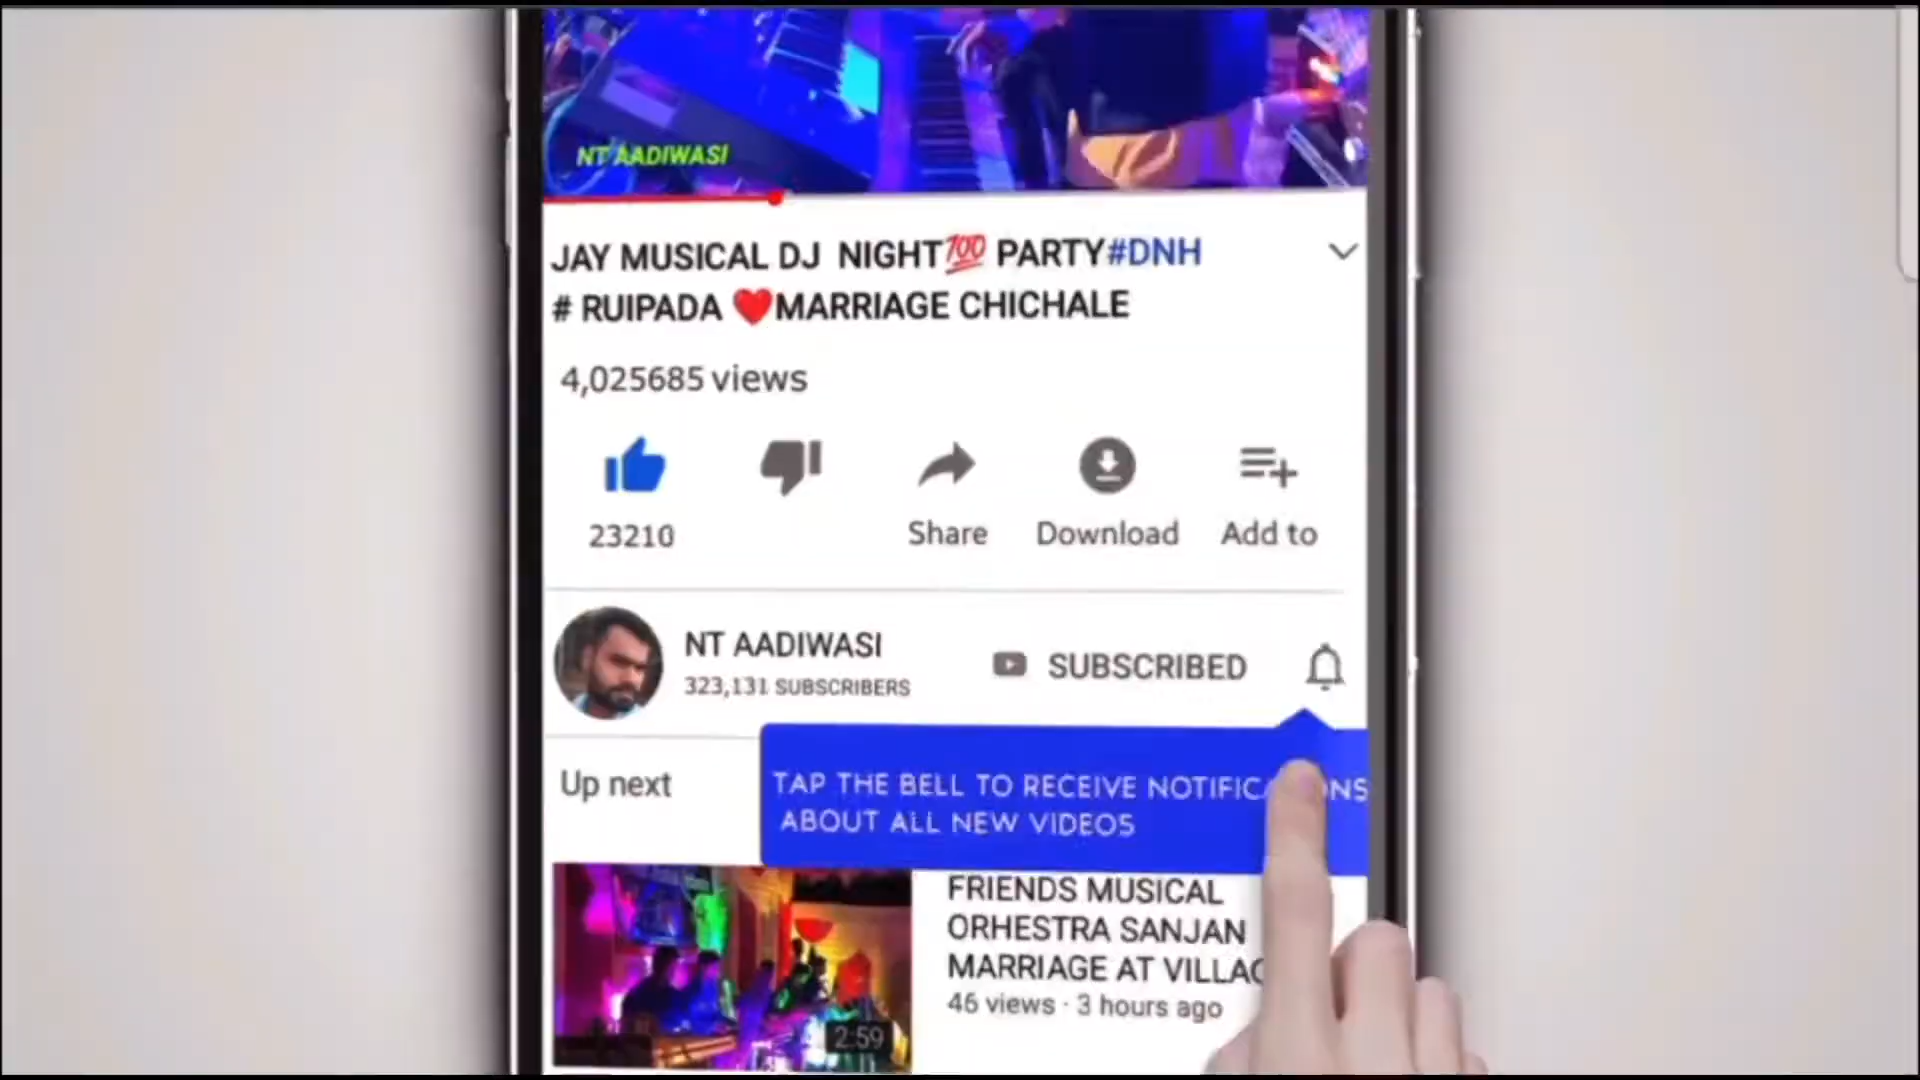 NT AADIWASI
JAY MUSICAL DJ NIGHT💯 PARTY#DNH
# RUIPADA ❤️MARRIAGE CHICHALE
4,025685 views
23210
Share
Download
Add to
NT AADIWASI
323,131 SUBSCRIBERS
SUBSCRIBED
Up next
TAP THE BELL TO RECEIVE
ABOUT ALL NEW VIDEOS
FRIENDS MUSICAL
ORHESTRA SANJAN
MARRIAGE AT
46 views · 3 hours ago
2:59